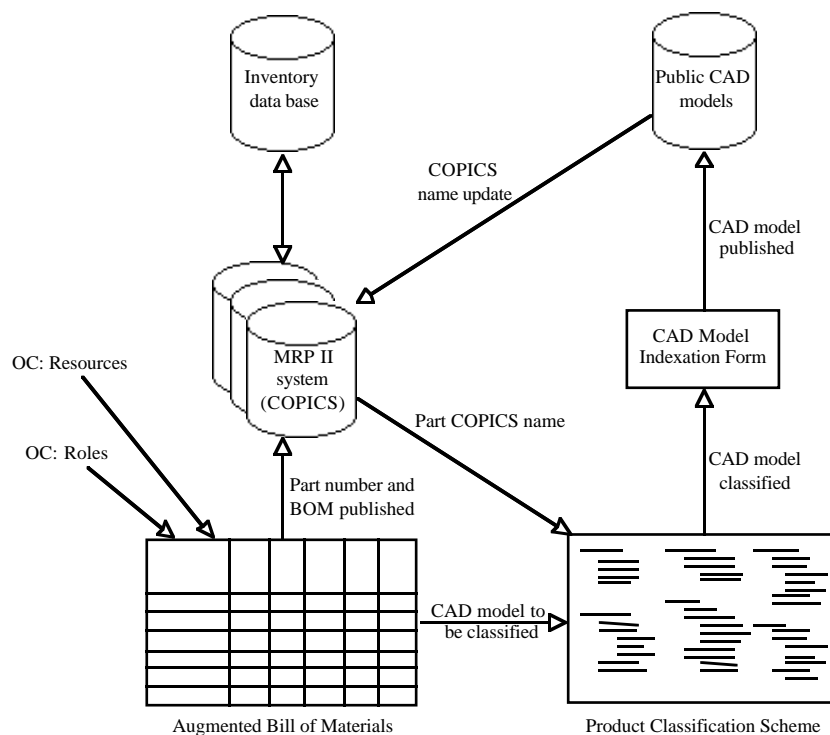 Inventory
data base
Public CAD
models
COPICS
name update
CAD model
published
CAD Model
Indexation Form
MRP II
system
(COPICS)
OC: Resources
Part COPICS name
OC: Roles
CAD model
classified
Part number and
BOM published
CAD model to
be classified
Augmented Bill of Materials
Product Classification Scheme